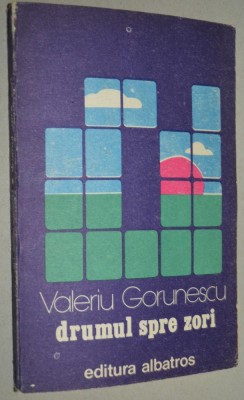 Valeriu Gorunescu
drumul spre zori
editura albatros